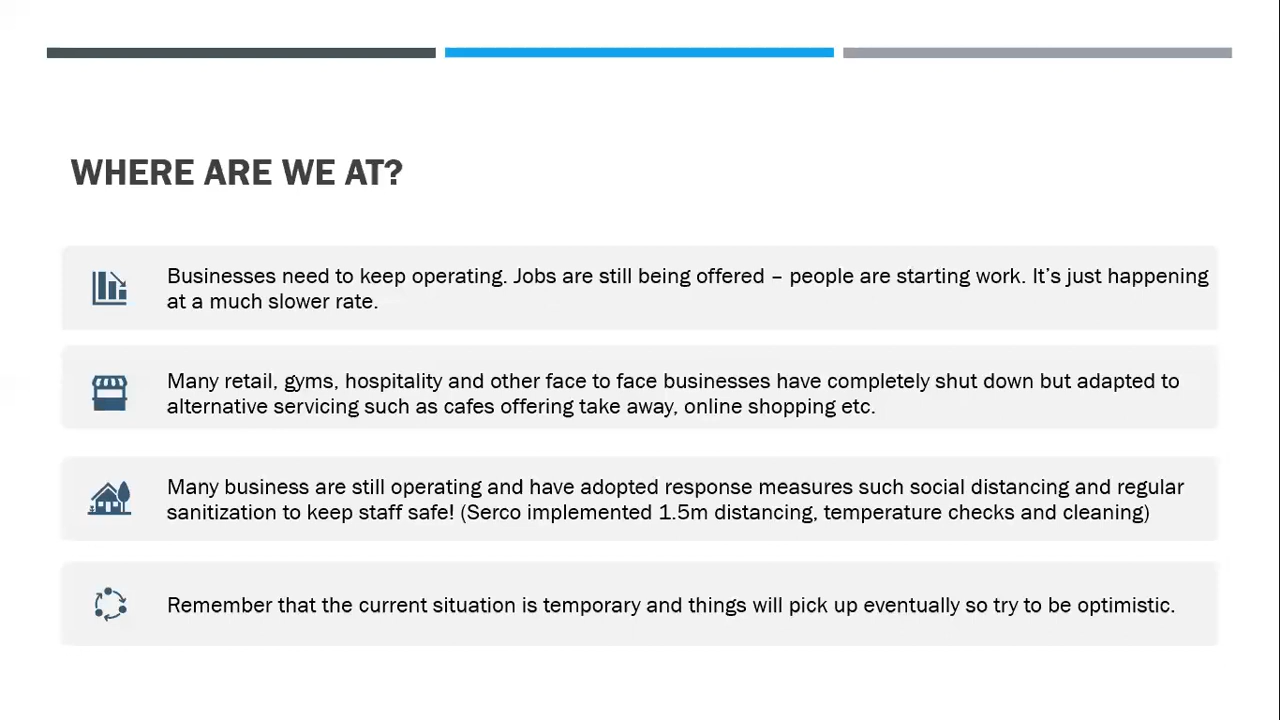 WHERE ARE WE AT?
Businesses need to keep operating. Jobs are still being offered – people are starting work. It’s just happening
at a much slower rate.
Many retail, gyms, hospitality and other face to face businesses have completely shut down but adapted to
alternative servicing such as cafes offering take away, online shopping etc.
Many business are still operating and have adopted response measures such social distancing and regular
sanitization to keep staff safe! (Serco implemented 1.5m distancing, temperature checks and cleaning)
Remember that the current situation is temporary and things will pick up eventually so try to be optimistic.